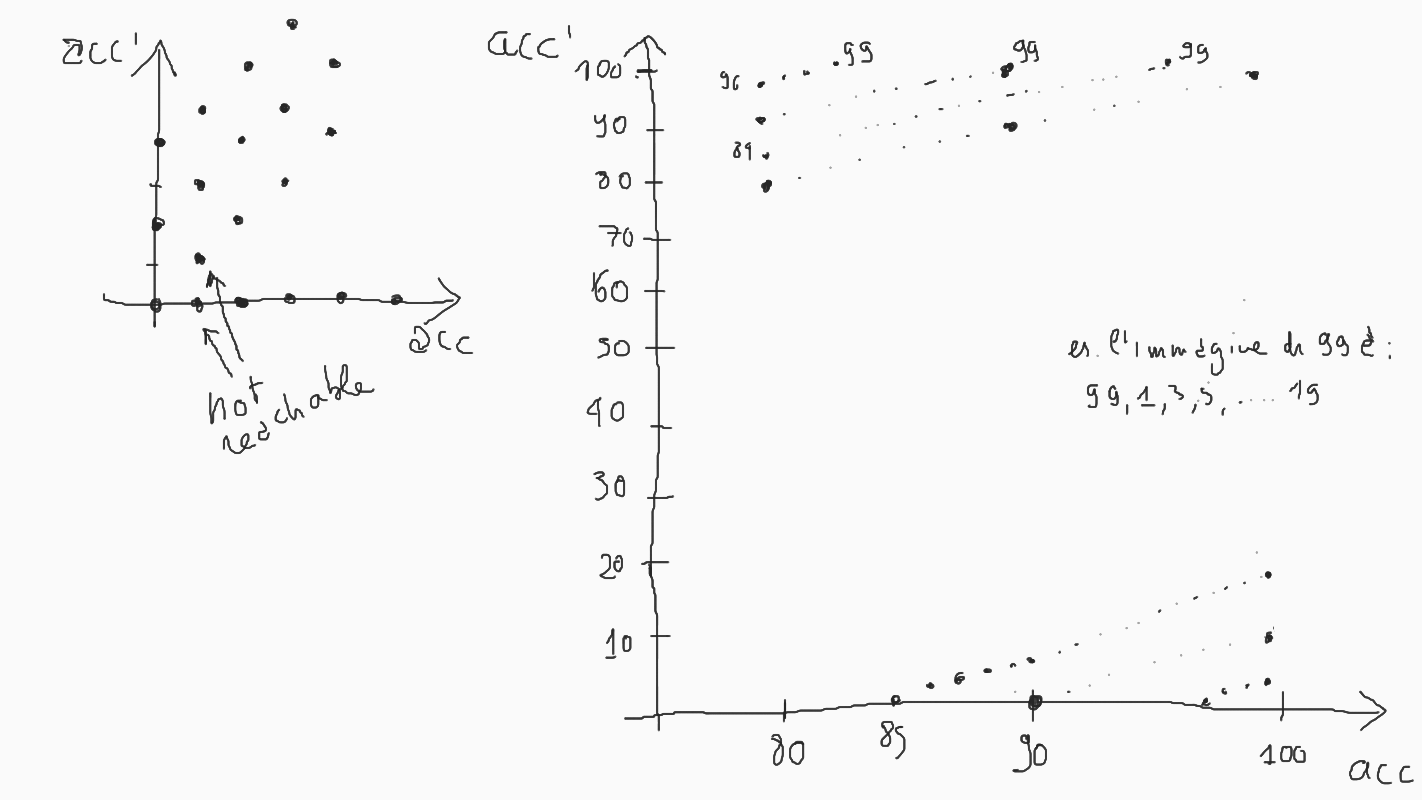 acc'
acc
not
reachable
acc'
100
90
80
70
60
50
40
30
20
10
96
99
99
99
89
es. l'immagine di 99 è:
99, 1, 3, 5, ..... 19
80
85
90
100
acc